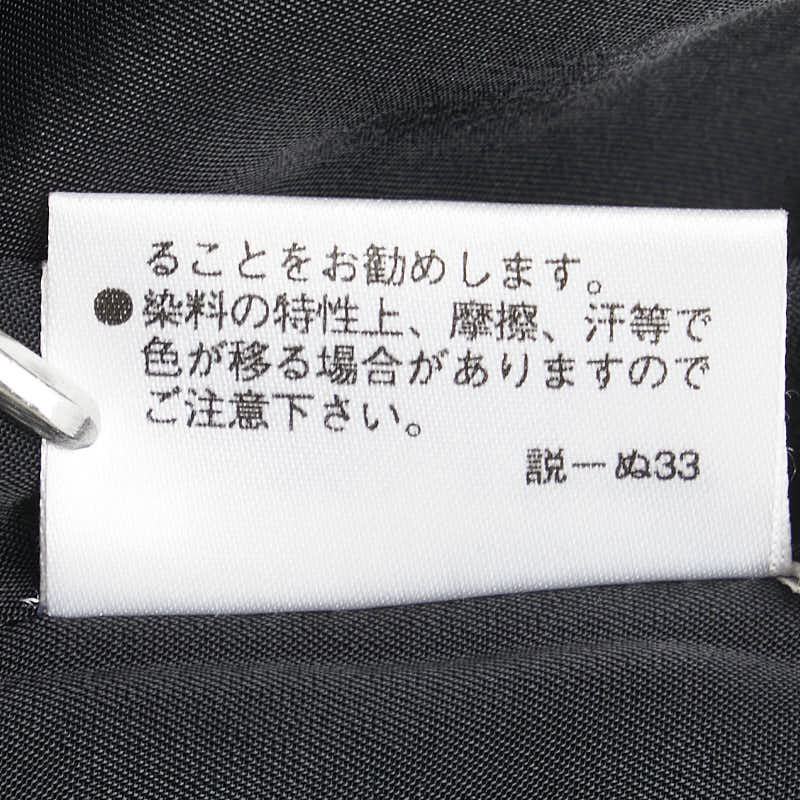 ることをお勧めします。
●染料の特性上、摩擦、汗等で
色が移る場合がありますので
ご注意下さい。
説ーぬ33